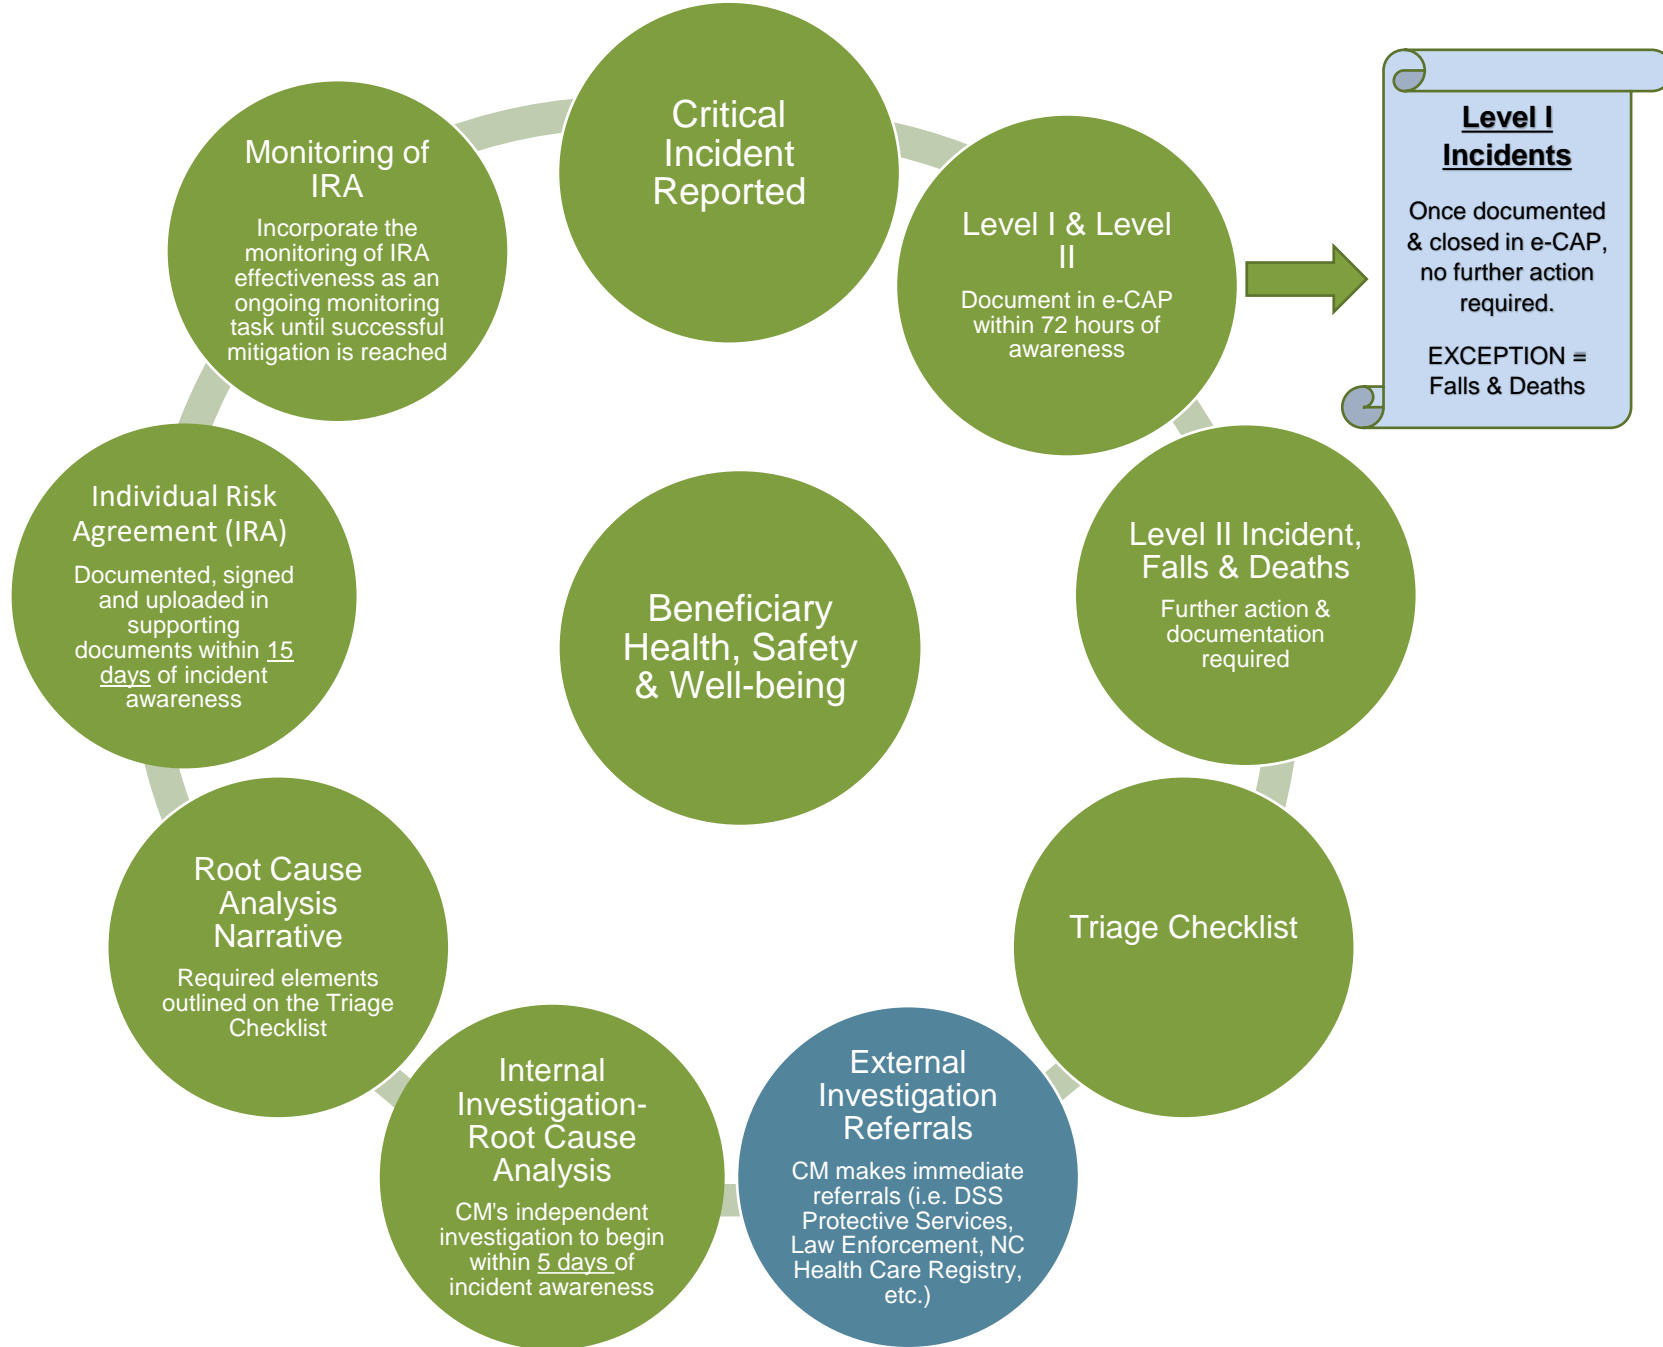 Critical
Incident
Reported
Level I & Level
II
Document in e-CAP
within 72 hours of
awareness
Level I
Incidents
Once documented
& closed in e-CAP,
no further action
required.
EXCEPTION =
Falls & Deaths
Level II Incident,
Falls & Deaths
Further action &
documentation
required
Triage Checklist
External
Investigation
Referrals
CM makes immediate
referrals (i.e. DSS
Protective Services,
Law Enforcement, NC
Health Care Registry,
etc.)
Internal
Investigation-
Root Cause
Analysis
CM's independent
investigation to begin
within 5 days of
incident awareness
Root Cause
Analysis
Narrative
Required elements
outlined on the Triage
Checklist
Individual Risk
Agreement (IRA)
Documented, signed
and uploaded in
supporting
documents within 15
days of incident
awareness
Monitoring of
IRA
Incorporate the
monitoring of IRA
effectiveness as an
ongoing monitoring
task until successful
mitigation is reached
Beneficiary
Health, Safety
& Well-being